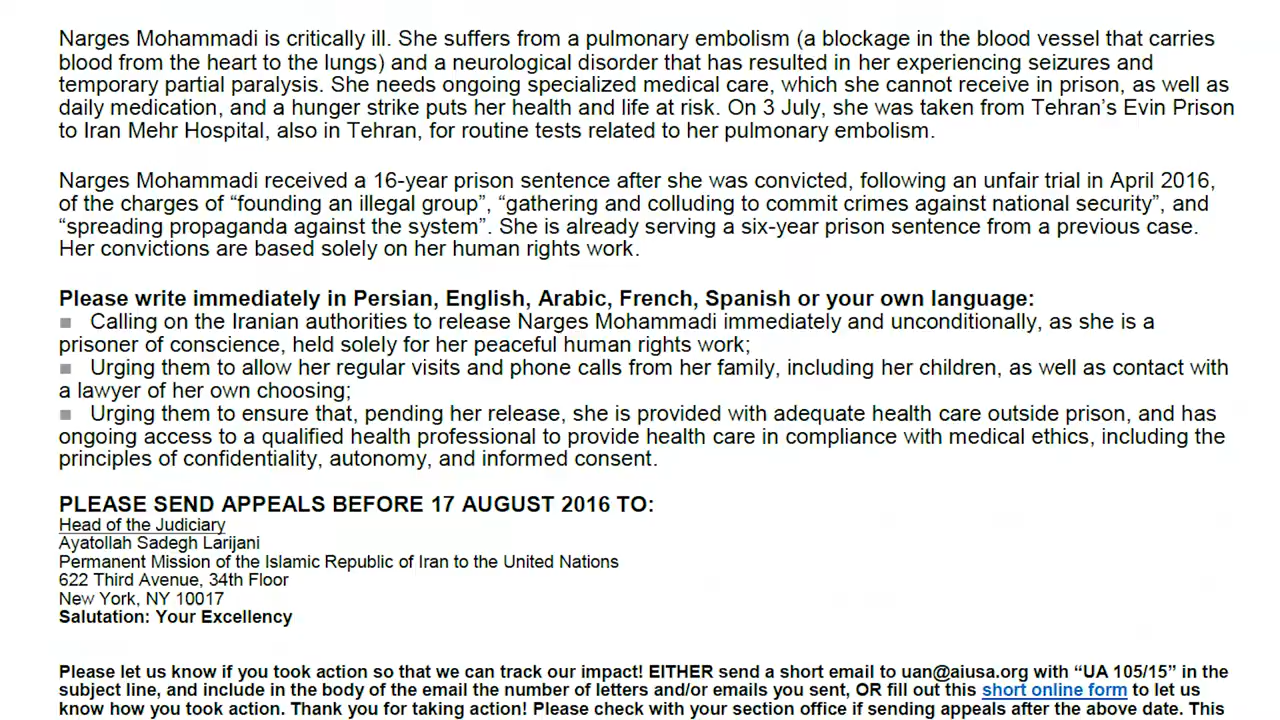 Narges Mohammadi is critically ill. She suffers from a pulmonary embolism (a blockage in the blood vessel that carries
blood from the heart to the lungs) and a neurological disorder that has resulted in her experiencing seizures and
temporary partial paralysis. She needs ongoing specialized medical care, which she cannot receive in prison, as well as
daily medication, and a hunger strike puts her health and life at risk. On 3 July, she was taken from Tehran’s Evin Prison
to Iran Mehr Hospital, also in Tehran, for routine tests related to her pulmonary embolism.
Narges Mohammadi received a 16-year prison sentence after she was convicted, following an unfair trial in April 2016,
of the charges of “founding an illegal group”, “gathering and colluding to commit crimes against national security”, and
“spreading propaganda against the system”. She is already serving a six-year prison sentence from a previous case.
Her convictions are based solely on her human rights work.
Please write immediately in Persian, English, Arabic, French, Spanish or your own language:
■ Calling on the Iranian authorities to release Narges Mohammadi immediately and unconditionally, as she is a
prisoner of conscience, held solely for her peaceful human rights work;
■ Urging them to allow her regular visits and phone calls from her family, including her children, as well as contact with
a lawyer of her own choosing;
■ Urging them to ensure that, pending her release, she is provided with adequate health care outside prison, and has
ongoing access to a qualified health professional to provide health care in compliance with medical ethics, including the
principles of confidentiality, autonomy, and informed consent.
PLEASE SEND APPEALS BEFORE 17 AUGUST 2016 TO:
Head of the Judiciary
Ayatollah Sadegh Larijani
Permanent Mission of the Islamic Republic of Iran to the United Nations
622 Third Avenue, 34th Floor
New York, NY 10017
Salutation: Your Excellency
Please let us know if you took action so that we can track our impact! EITHER send a short email to uan@aiusa.org with “UA 105/15” in the
subject line, and include in the body of the email the number of letters and/or emails you sent, OR fill out this short online form to let us
know how you took action. Thank you for taking action! Please check with your section office if sending appeals after the above date. This